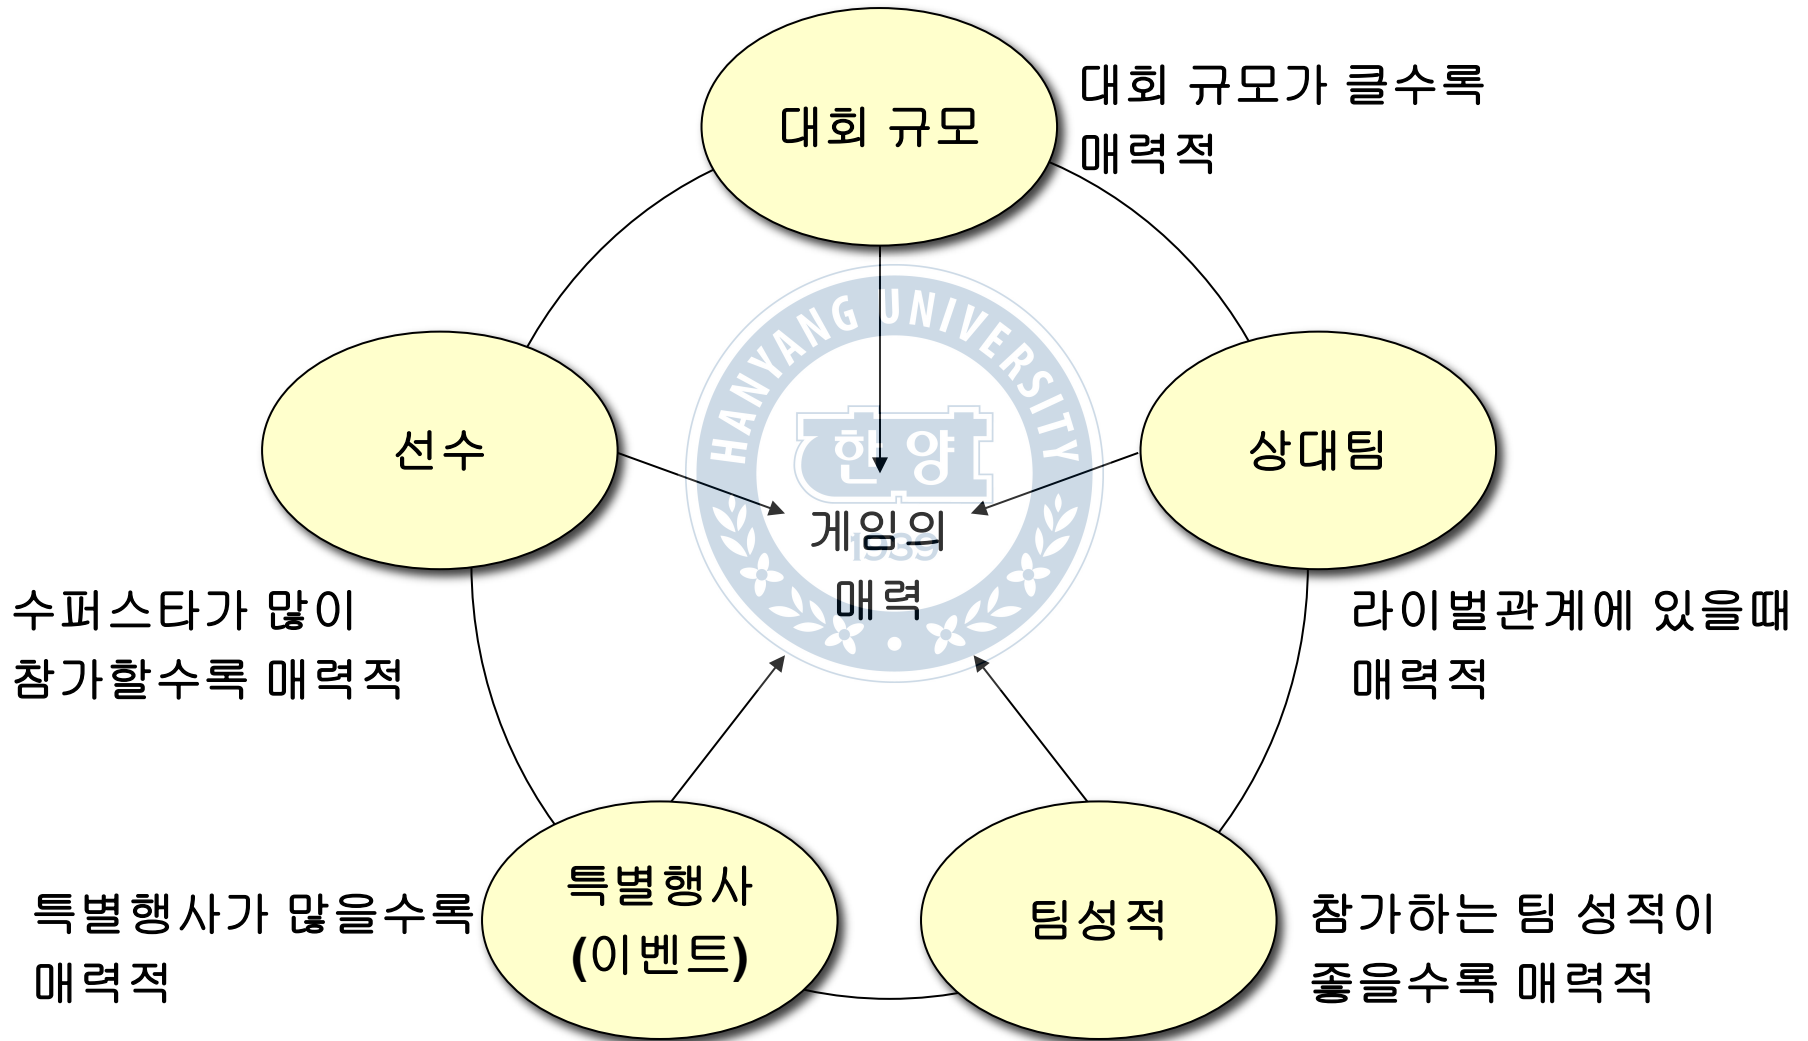 대회 규모
대회 규모가 클수록
매력적
선수
상대팀
HANYANG UNIVERSITY
한양
1939
게임의
매력
수퍼스타가 많이
참가할수록 매력적
라이벌관계에 있을때
매력적
특별행사가 많을수록
매력적
특별행사
(이벤트)
팀성적
참가하는 팀 성적이
좋을수록 매력적